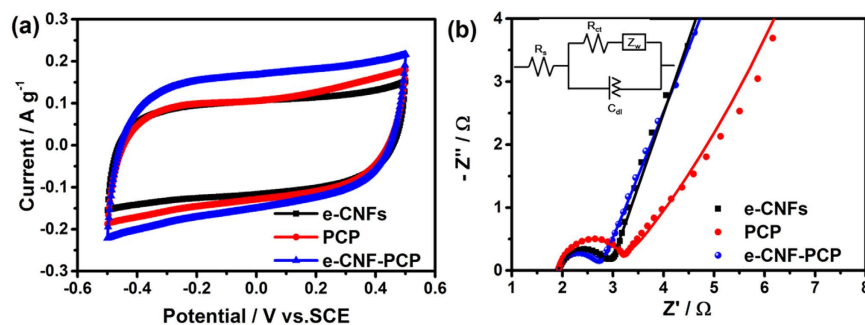 (a)
0.3
0.2
0.1
0.0
-0.1
-0.2
-0.3
Current / A g-1
-0.6 -0.4 -0.2 0.0 0.2 0.4 0.6
Potential / V vs.SCE
e-CNFs
PCP
e-CNF-PCP
(b)
4
3
2
1
0
- Z'' / Ω
1 2 3 4 5 6 7 8
Z' / Ω
Rs
Rct
Zw
Cdl
e-CNFs
PCP
e-CNF-PCP